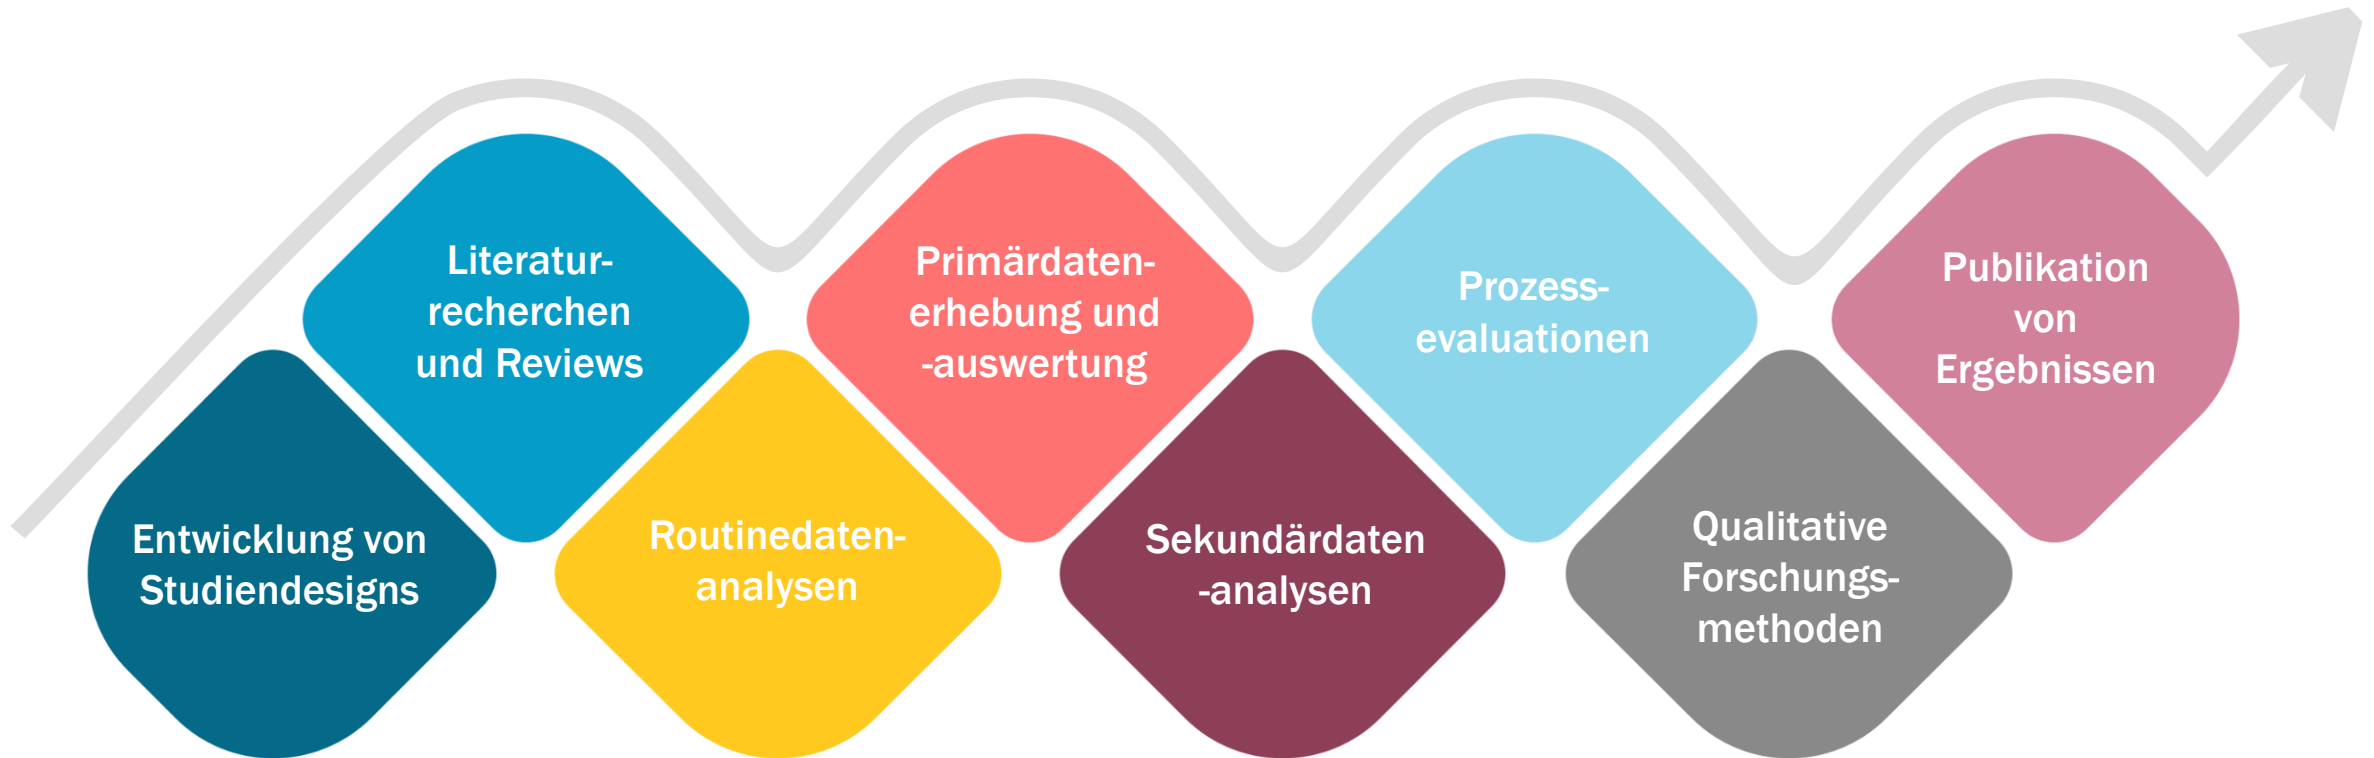 Entwicklung von
Studiendesigns
Literatur-
recherchen
und Reviews
Routinedaten-
analysen
Primärdaten-
erhebung und
-auswertung
Sekundärdaten
-analysen
Prozess-
evaluationen
Qualitative
Forschungs-
methoden
Publikation
von
Ergebnissen